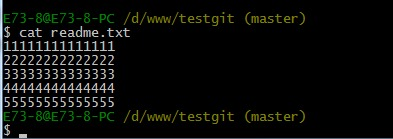 E73-8@E73-8-PC /d/www/testgit (master)
$ cat readme.txt
11111111111111
22222222222222
33333333333333
44444444444444
55555555555555
E73-8@E73-8-PC /d/www/testgit (master)
$